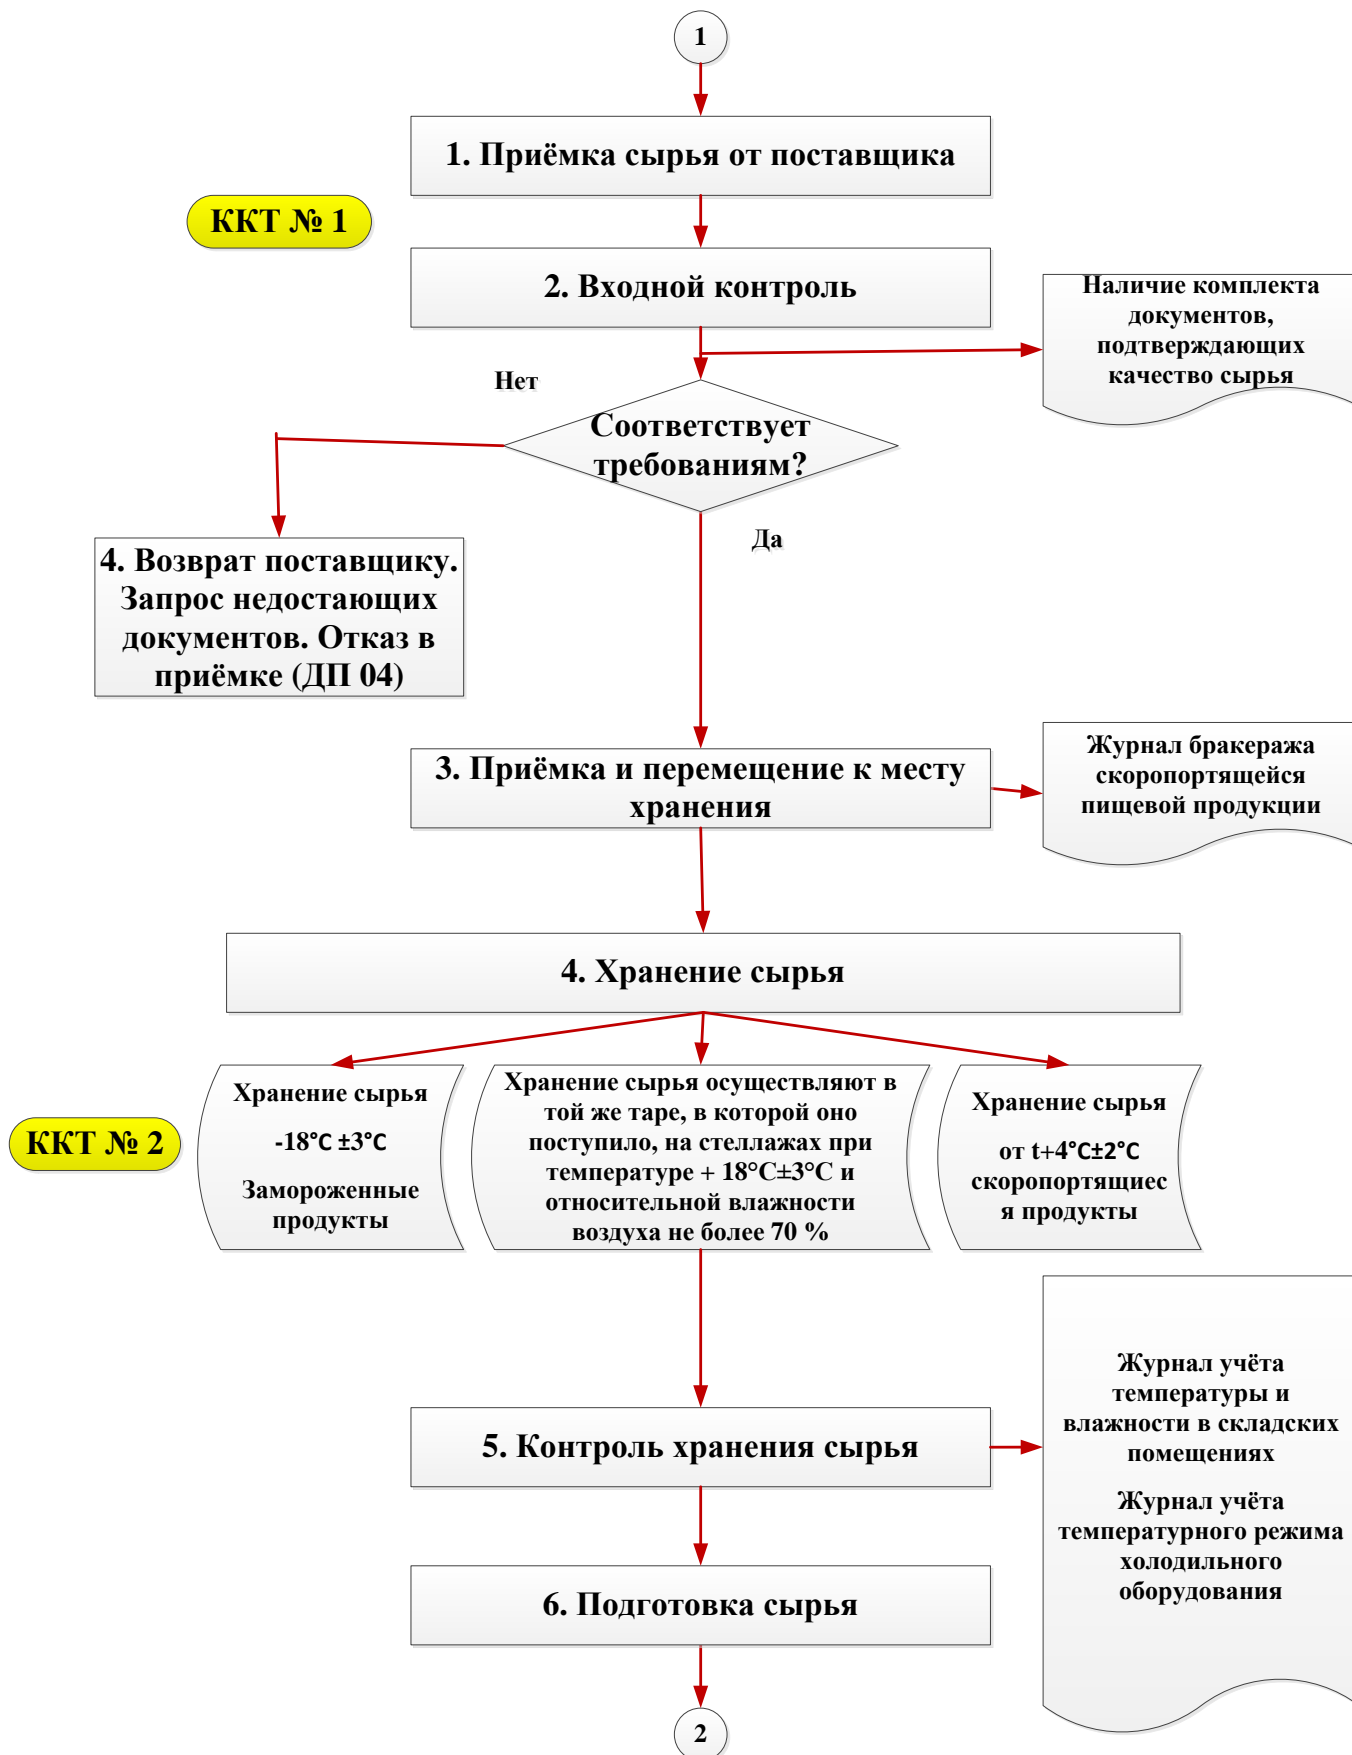 1
1. Приёмка сырья от поставщика
ККТ № 1
2. Входной контроль
Наличие комплекта
документов,
подтверждающих
качество сырья
Нет
Соответствует
требованиям?
Да
4. Возврат поставщику.
Запрос недостающих
документов. Отказ в
приёмке (ДП 04)
3. Приёмка и перемещение к месту
хранения
Журнал бракеража
скоропортящейся
пищевой продукции
4. Хранение сырья
ККТ № 2
Хранение сырья
-18°С ±3°С
Замороженные
продукты
Хранение сырья осуществляют в
той же таре, в которой оно
поступило, на стеллажах при
температуре + 18°С±3°С и
относительной влажности
воздуха не более 70 %
Хранение сырья
от t+4°С±2°С
скоропортящиес
я продукты
5. Контроль хранения сырья
Журнал учёта
температуры и
влажности в складских
помещениях
Журнал учёта
температурного режима
холодильного
оборудования
6. Подготовка сырья
2